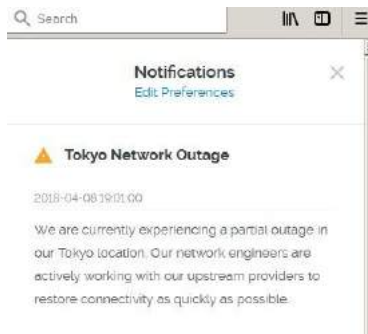 Search
Notifications
Edit Preferences
Tokyo Network Outage
2018-04-08 19:01:00
We are currently experiencing a partial outage in
our Tokyo location. Our network engineers are
actively working with our upstream providers to
restore connectivity as quickly as possible.